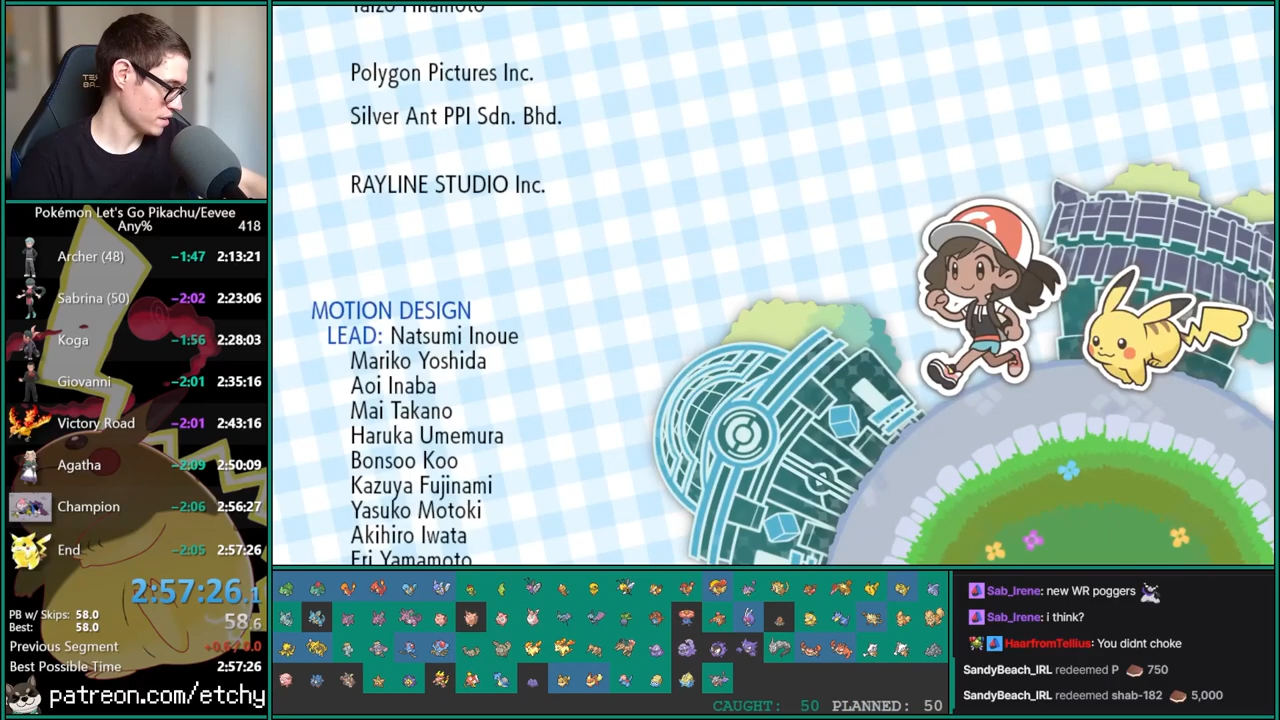 Polygon Pictures Inc.
Silver Ant PPI Sdn. Bhd.
RAYLINE STUDIO Inc.
MOTION DESIGN
LEAD: Natsumi Inoue
Mariko Yoshida
Aoi Inaba
Mai Takano
Haruka Umemura
Bonsoo Koo
Kazuya Fujinami
Yasuko Motoki
Akihiro Iwata
Eri Yamamoto
Pokémon Let's Go Pikachu/Eevee
Any% 418
Archer (48) -1:47 2:13:21
Sabrina (50) -2:02 2:23:06
Koga -1:56 2:28:03
Giovanni -2:01 2:35:16
Victory Road -2:01 2:43:16
Agatha -2:09 2:50:09
Champion -2:06 2:56:27
End -2:05 2:57:26
2:57:26.1
PB w/ Skips: 58.0
Best: 58.0
58.6
Previous Segment +0.6 / 0.0
Best Possible Time 2:57:26
patreon.com/etchy
CAUGHT: 50 PLANNED: 50
Sab_Irene: new WR poggers
Sab_Irene: i think?
HaarfromTellius: You didnt choke
SandyBeach_IRL redeemed P 750
SandyBeach_IRL redeemed shab-182 5,000